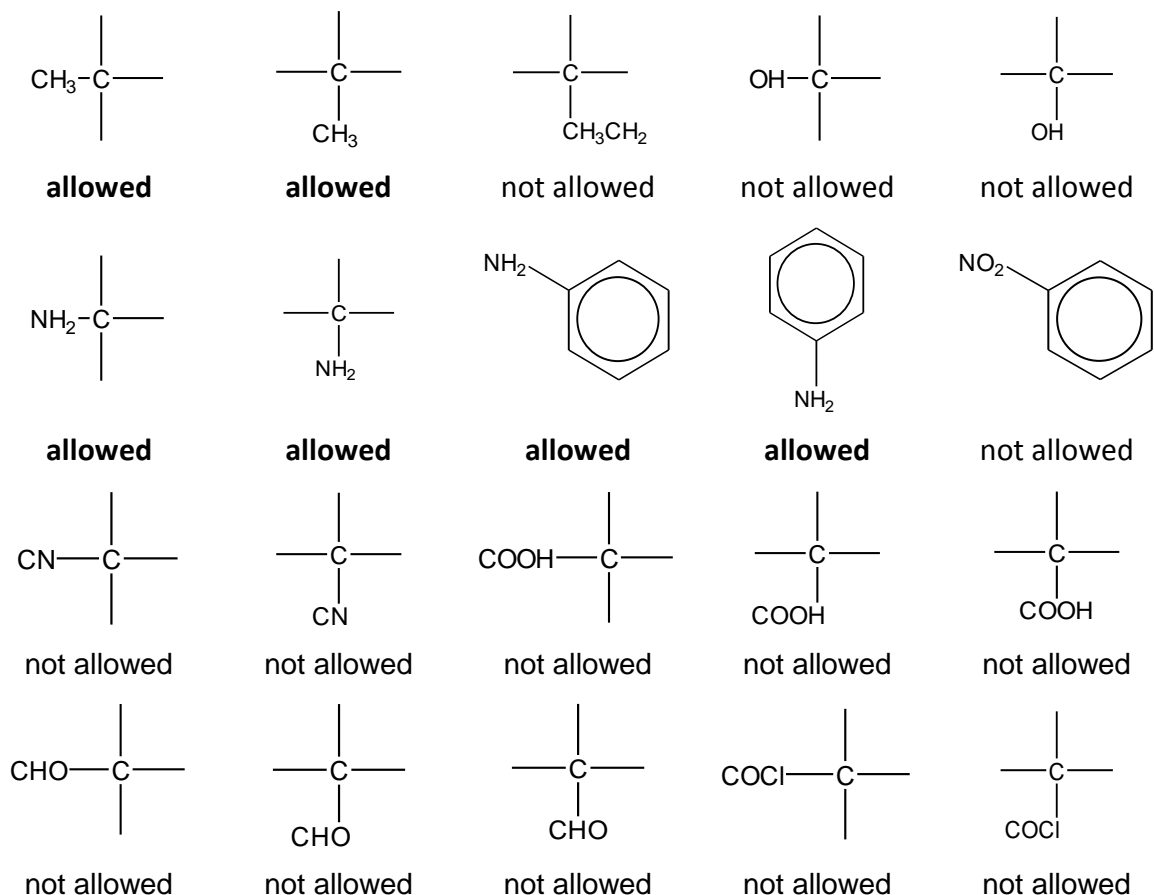 CH₃ C C C OH C C
CH₃ CH₃CH₂ OH
allowed allowed not allowed not allowed not allowed
NH₂ NO₂
NH₂ C C
NH₂ NH₂
allowed allowed allowed allowed not allowed
CN C C COOH C C C
CN COOH COOH
not allowed not allowed not allowed not allowed not allowed
CHO C C C COCl C C
CHO CHO COCl
not allowed not allowed not allowed not allowed not allowed